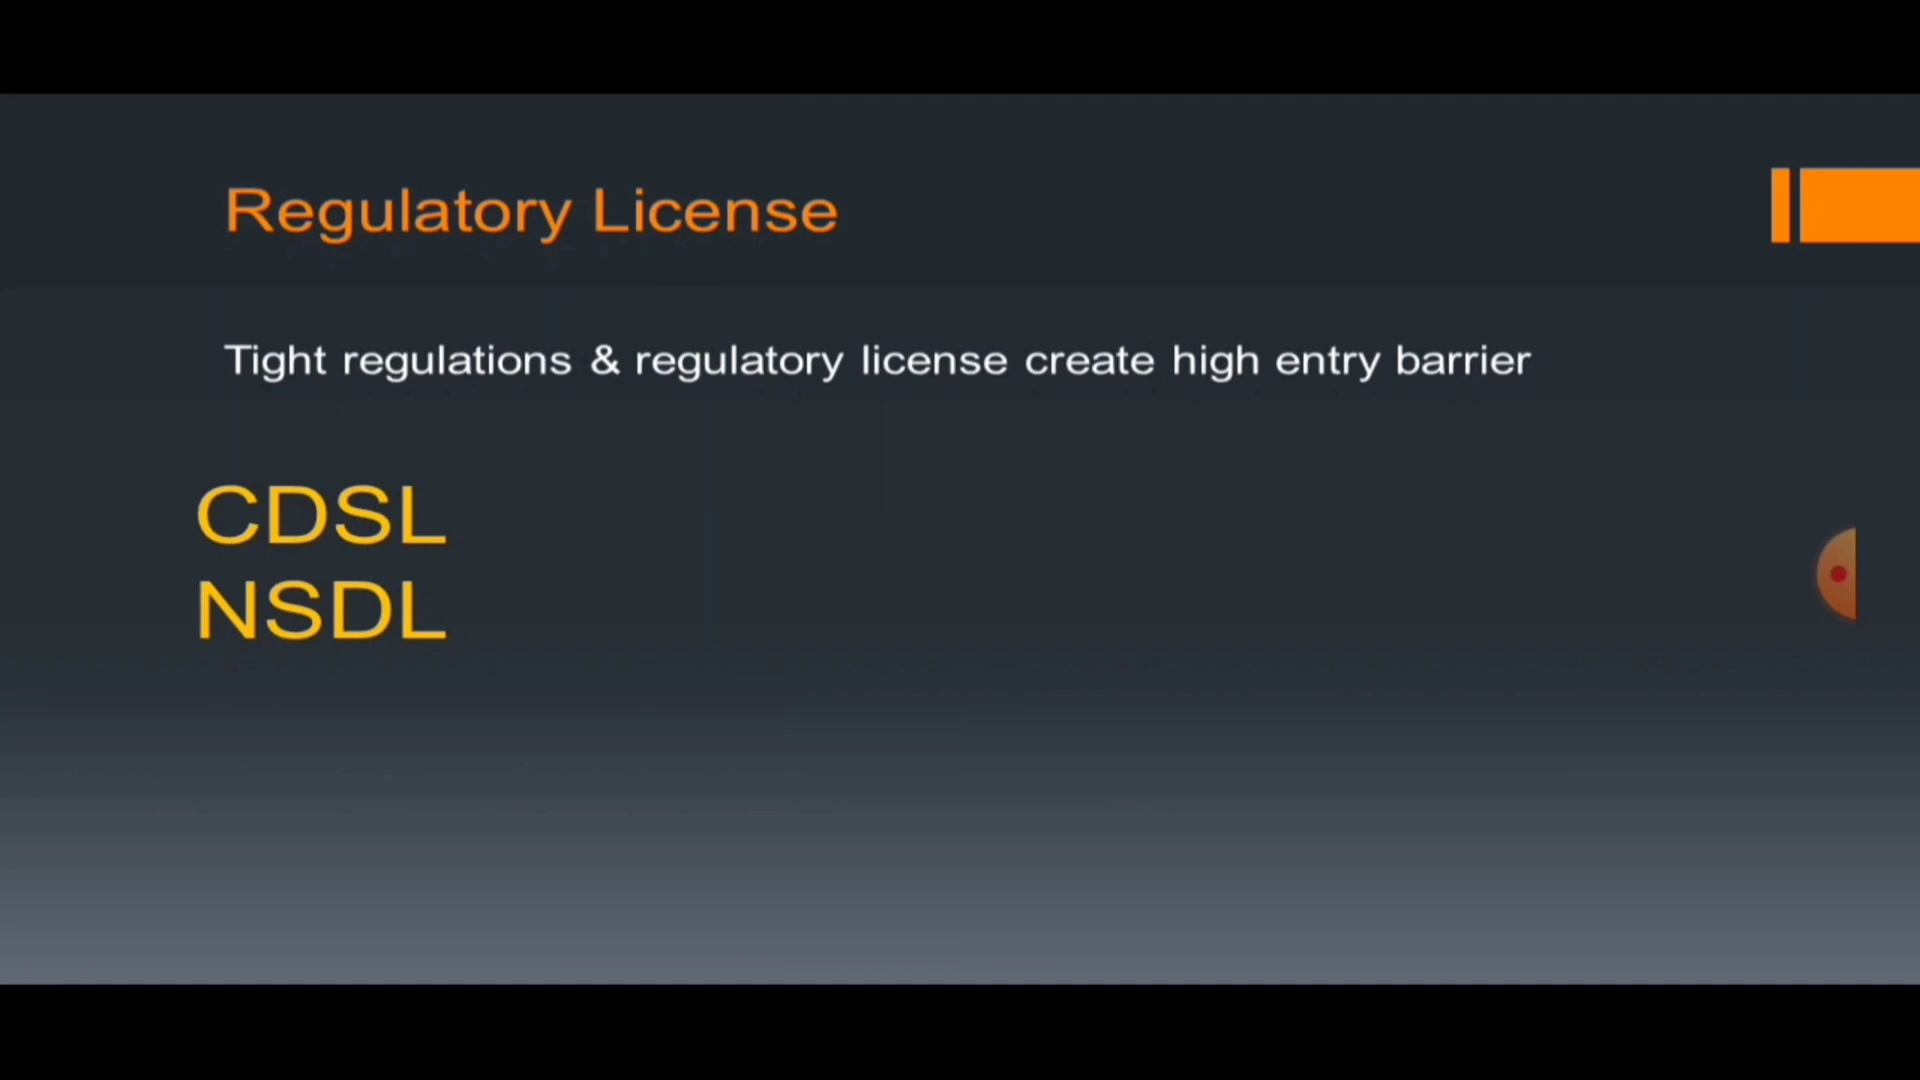 Regulatory License
Tight regulations & regulatory license create high entry barrier
CDSL
NSDL